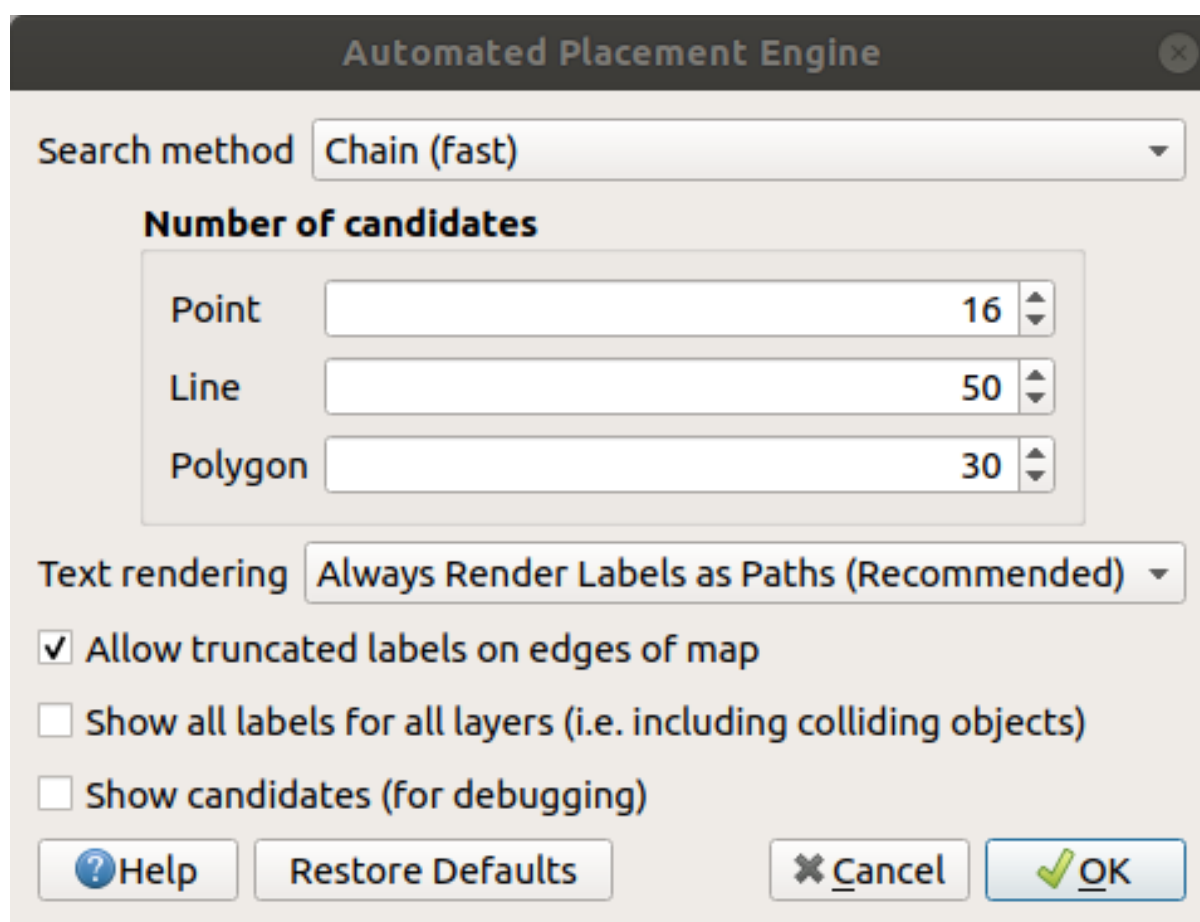 Automated Placement Engine
Search method Chain (fast)
Number of candidates
Point 16
Line 50
Polygon 30
Text rendering Always Render Labels as Paths (Recommended)
Allow truncated labels on edges of map
Show all labels for all layers (i.e. including colliding objects)
Show candidates (for debugging)
Help Restore Defaults Cancel OK